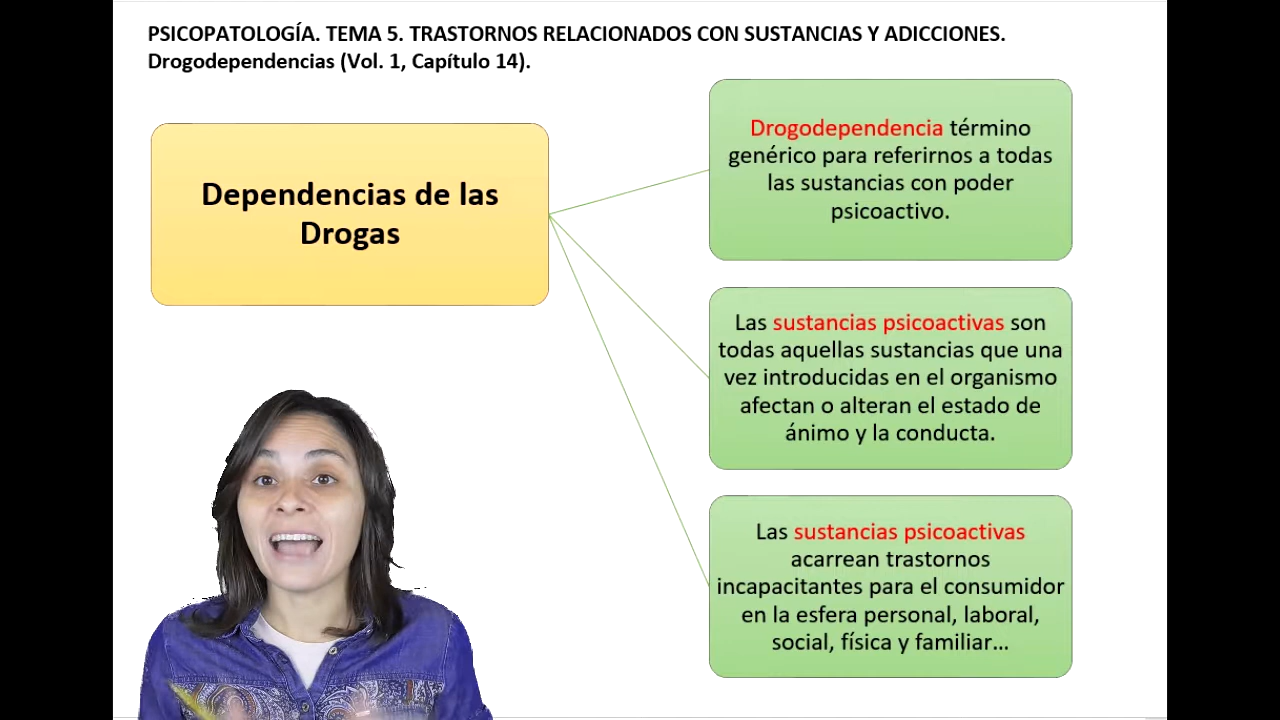 PSICOPATOLOGÍA. TEMA 5. TRASTORNOS RELACIONADOS CON SUSTANCIAS Y ADICCIONES.
Drogodependencias (Vol. 1, Capítulo 14).
Dependencias de las
Drogas
Drogodependencia término
genérico para referirnos a todas
las sustancias con poder
psicoactivo.
Las sustancias psicoactivas son
todas aquellas sustancias que una
vez introducidas en el organismo
afectan o alteran el estado de
ánimo y la conducta.
Las sustancias psicoactivas
acarrean trastornos
incapacitantes para el consumidor
en la esfera personal, laboral,
social, física y familiar...